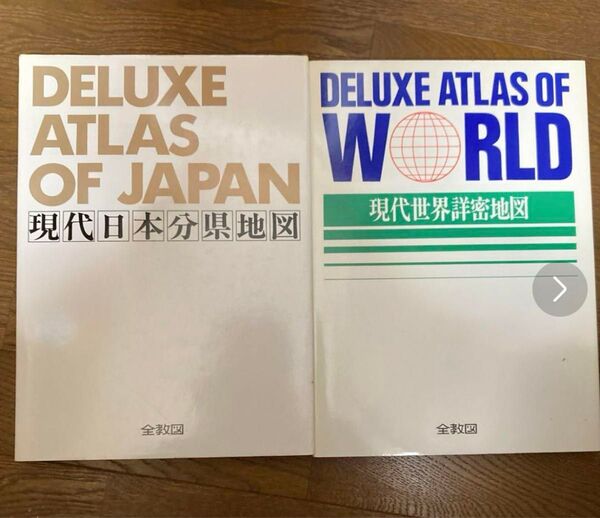 DELUXE
ATLAS
OF JAPAN
現代日本分県地図
全教図
DELUXE ATLAS OF
WORLD
現代世界詳密地図
全教図